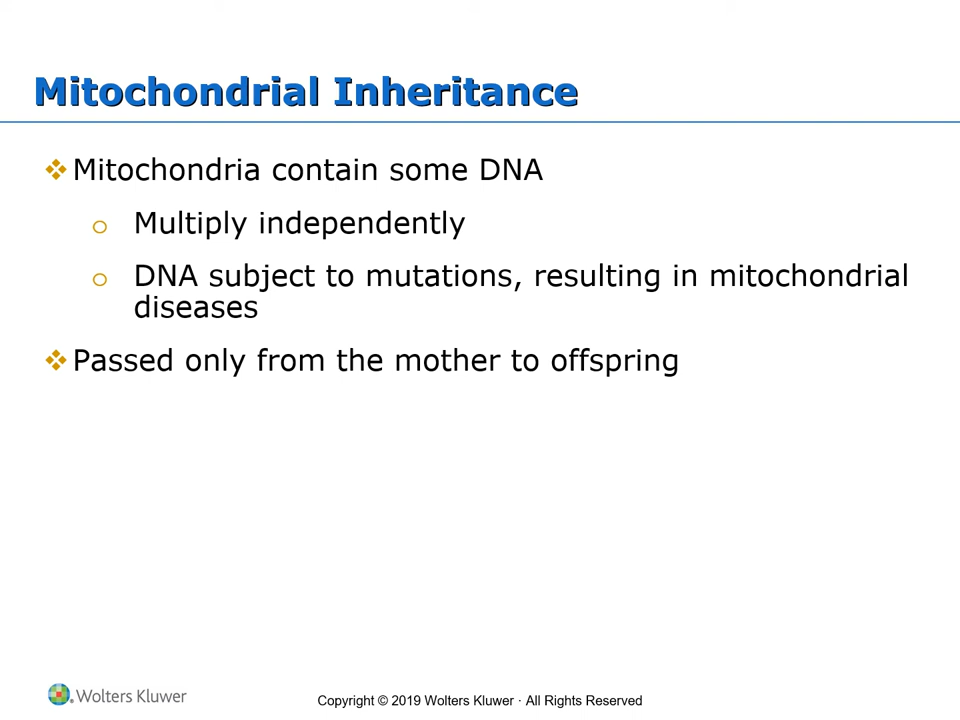 Mitochondrial Inheritance
Mitochondria contain some DNA
o Multiply independently
o DNA subject to mutations, resulting in mitochondrial
diseases
Passed only from the mother to offspring
Wolters Kluwer
Copyright © 2019 Wolters Kluwer · All Rights Reserved